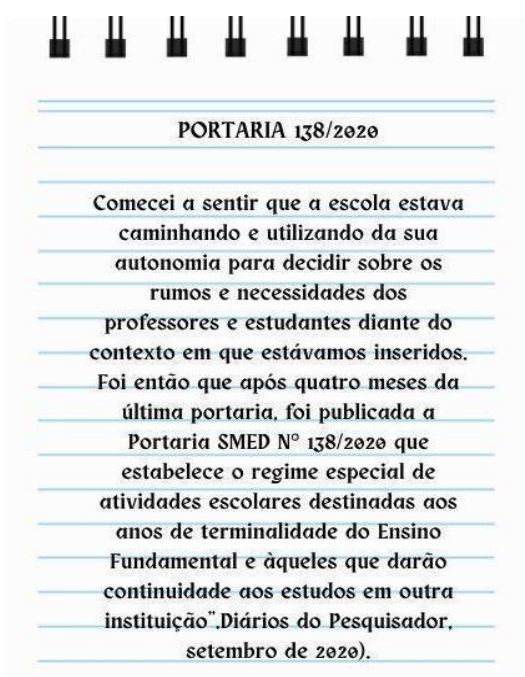 PORTARIA 138/2020
Comecei a sentir que a escola estava
caminhando e utilizando da sua
autonomia para decidir sobre os
rumos e necessidades dos
professores e estudantes diante do
contexto em que estávamos inseridos.
Foi então que após quatro meses da
última portaria, foi publicada a
Portaria SMED Nº 138/2020 que
estabelece o regime especial de
atividades escolares destinadas aos
anos de terminalidade do Ensino
Fundamental e àqueles que darão
continuidade aos estudos em outra
instituição".Diários do Pesquisador,
setembro de 2020).